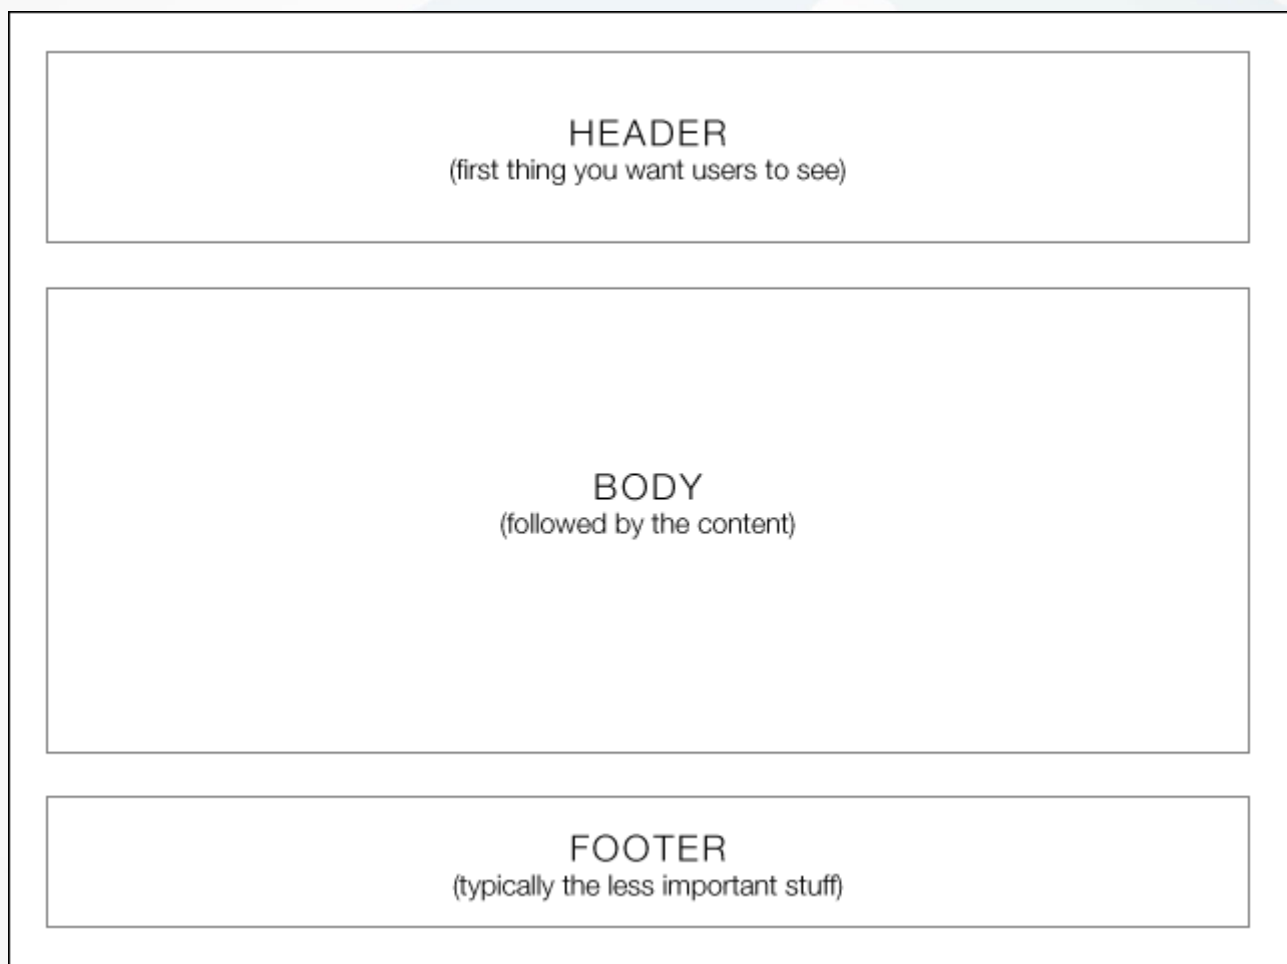 HEADER
(first thing you want users to see)
BODY
(followed by the content)
FOOTER
(typically the less important stuff)